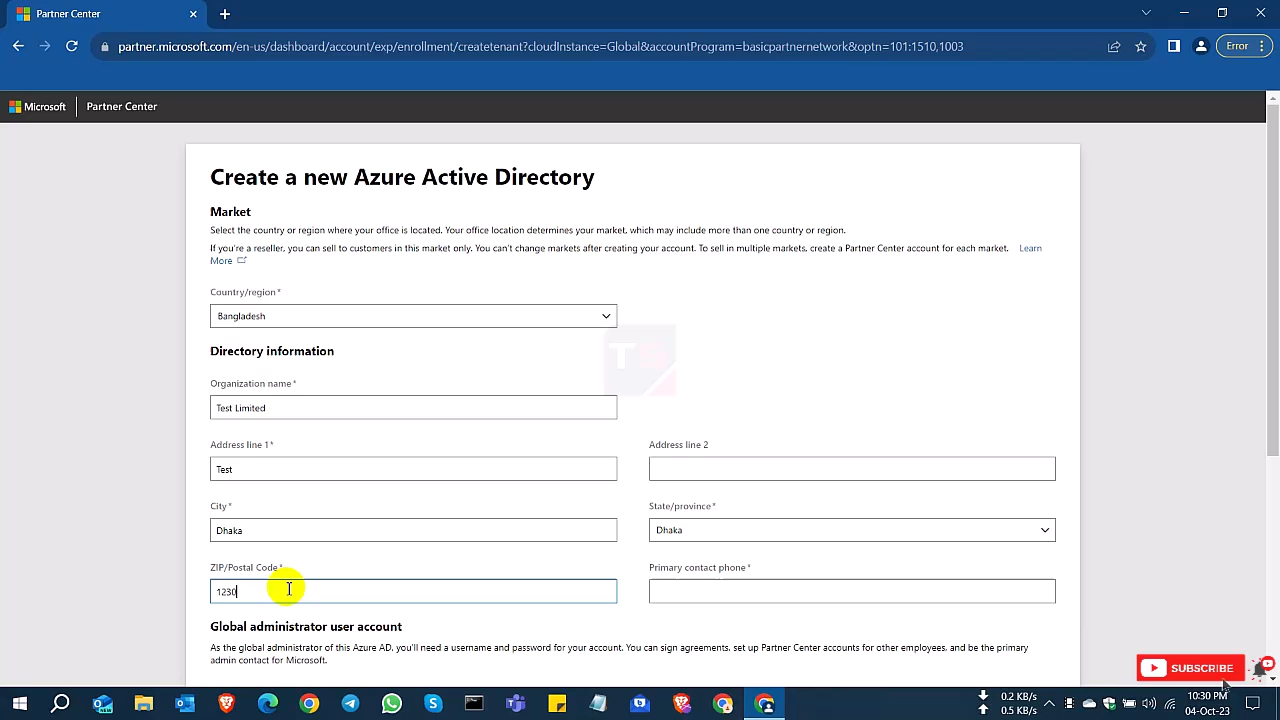 Partner Center
partner.microsoft.com/en-us/dashboard/account/exp/enrollment/createtenant?cloudInstance=Global&accountProgram=basicpartnernetwork&optn=101:1510,1003
Error
Microsoft
Partner Center
Create a new Azure Active Directory
Market
Select the country or region where your office is located. Your office location determines your market, which may include more than one country or region.
If you're a reseller, you can sell to customers in this market only. You can't change markets after creating your account. To sell in multiple markets, create a Partner Center account for each market. Learn
More
Country/region*
Bangladesh
Directory information
Organization name*
Test Limited
Address line 1*
Address line 2
Test
City*
State/province*
Dhaka
Dhaka
ZIP/Postal Code*
Primary contact phone*
1230
Global administrator user account
As the global administrator of this Azure AD, you'll need a username and password for your account. You can sign agreements, set up Partner Center accounts for other employees, and be the primary
admin contact for Microsoft.
SUBSCRIBE
0.2 KB/s
0.5 KB/s
10:30 PM
04-Oct-23